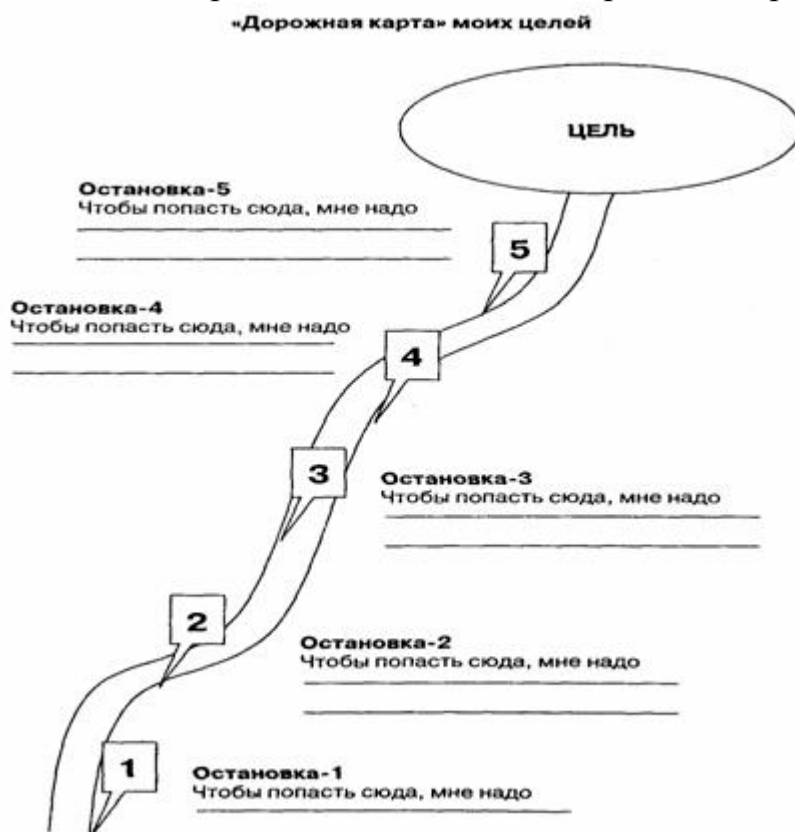 «Дорожная карта» моих целей
ЦЕЛЬ
Остановка-5
Чтобы попасть сюда, мне надо
5
Остановка-4
Чтобы попасть сюда, мне надо
4
3
Остановка-3
Чтобы попасть сюда, мне надо
2
Остановка-2
Чтобы попасть сюда, мне надо
1
Остановка-1
Чтобы попасть сюда, мне надо